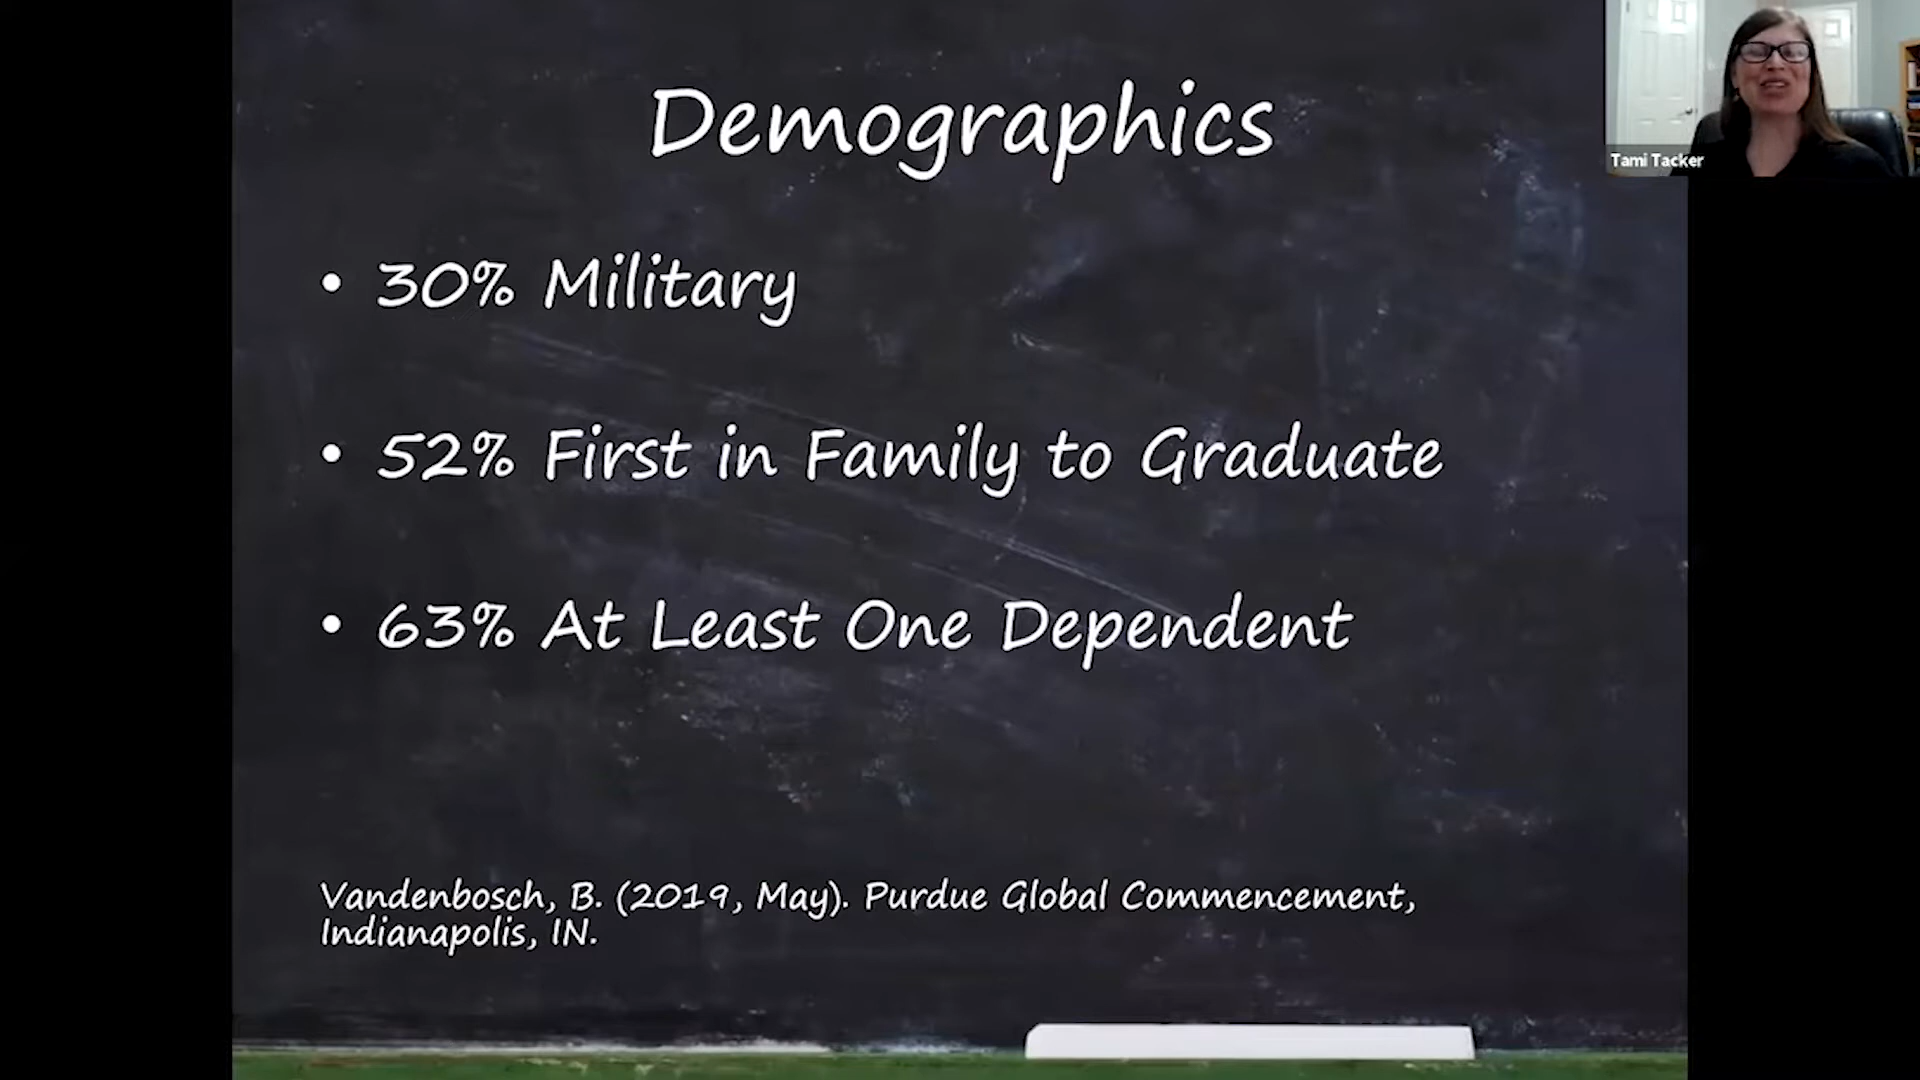 Demographics
Tami Tacker
• 30% Military
• 52% First in Family to Graduate
• 63% At Least One Dependent
Vandenbosch, B. (2019, May). Purdue Global Commencement,
Indianapolis, IN.